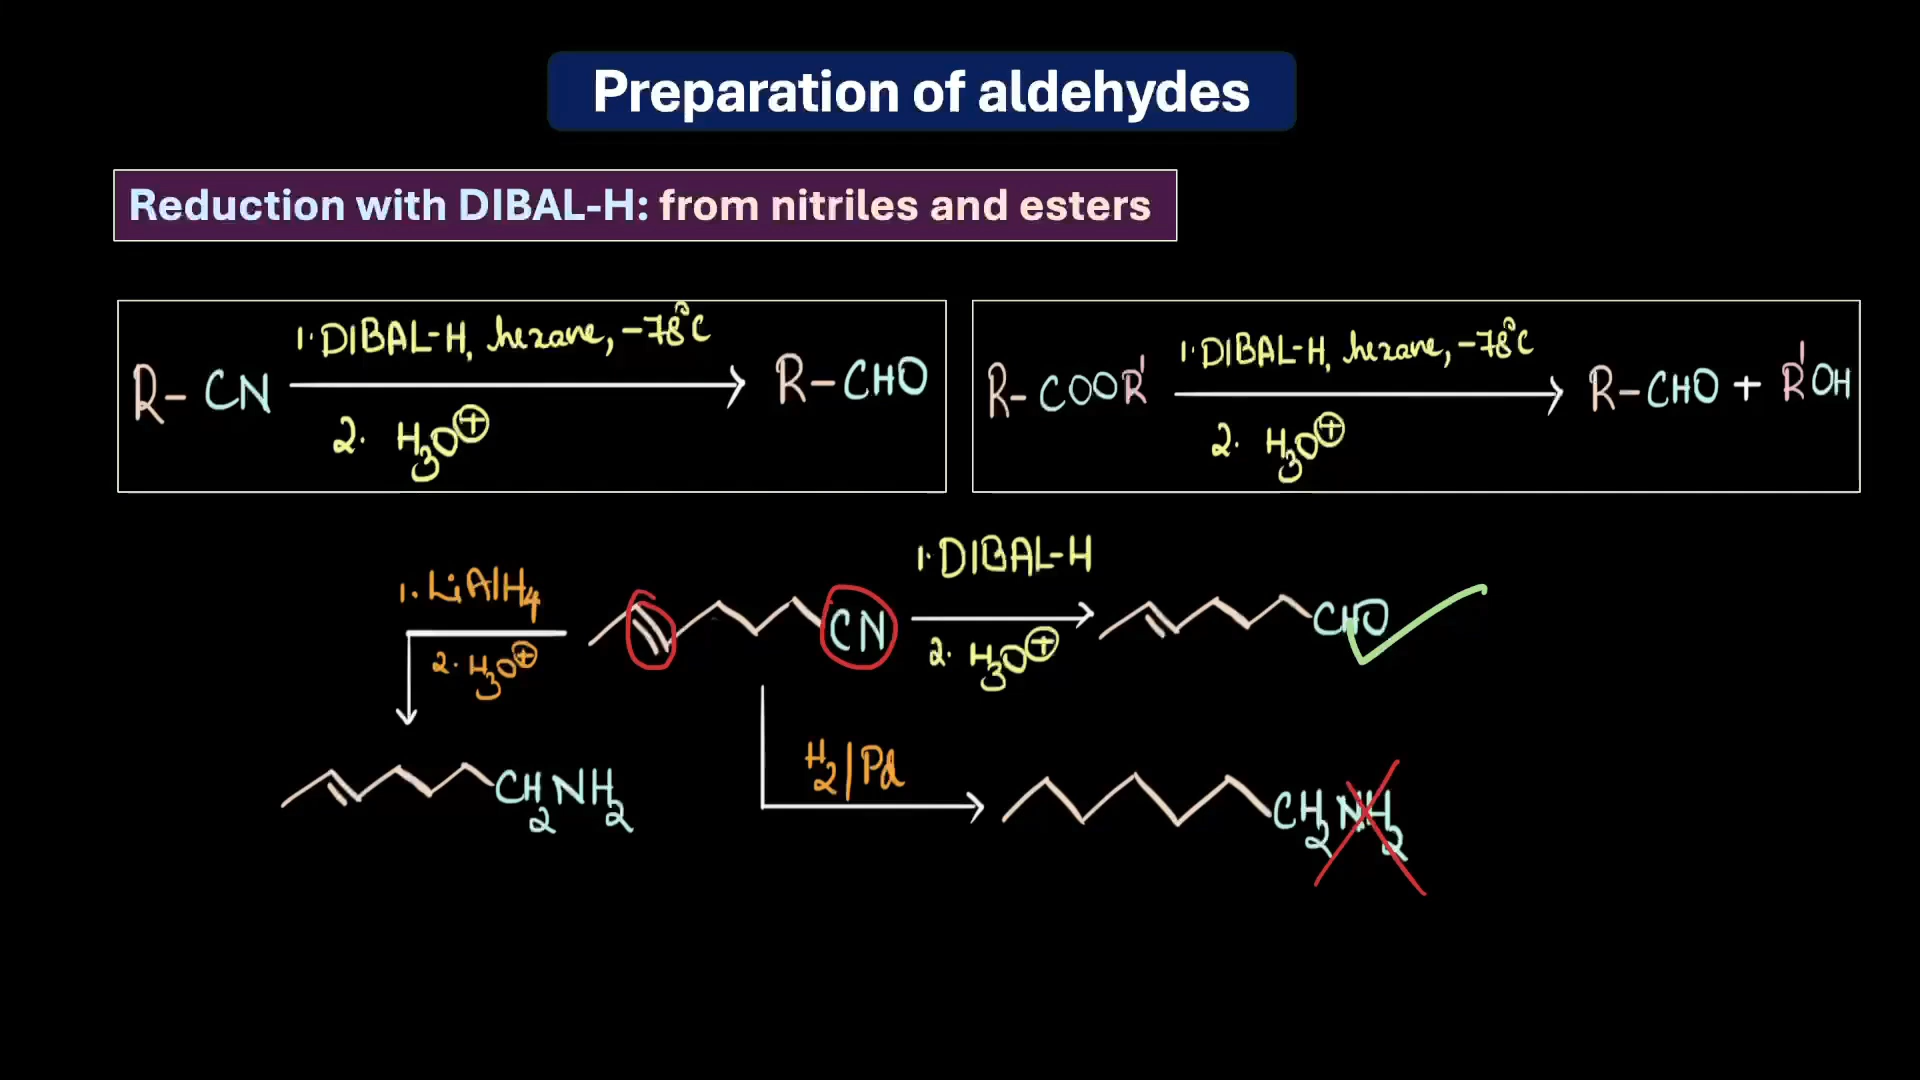 Preparation of aldehydes
Reduction with DIBAL-H: from nitriles and esters
R-CN 1. DIBAL-H, hexane, -78°C 2. H3O⊕ R-CHO
R-COOR' 1. DIBAL-H, hexane, -78°C 2. H3O⊕ R-CHO + R'OH
1. LiAlH4
2. H3O⊕
CN
1. DIBAL-H
2. H3O⊕
CHO
CH2NH2
H2/Pd
CH2NH2